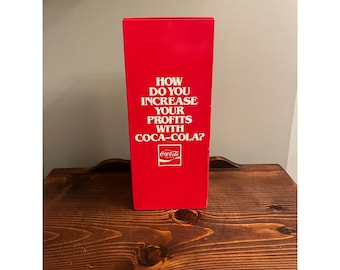 HOW
DO YOU
INCREASE
YOUR
PROFITS
WITH
COCA-COLA?
Coca-Cola